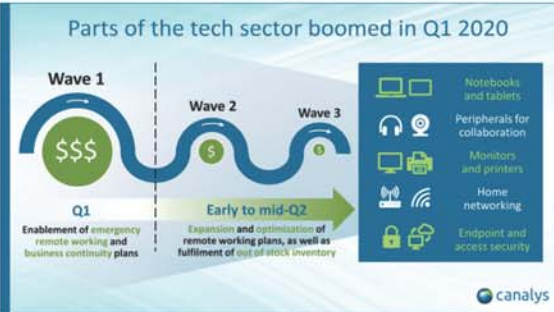 Parts of the tech sector boomed in Q1 2020
Wave 1
Wave 2
Wave 3
$$$
$
$
Q1
Enablement of emergency
remote working and
business continuity plans
Early to mid-Q2
Expansion and optimisation of
remote working plans, as well as
fulfilment of out of stock inventory
Notebooks
and tablets
Peripherals for
collaboration
Monitors
and printers
Home
networking
Endpoint and
access security
canalys